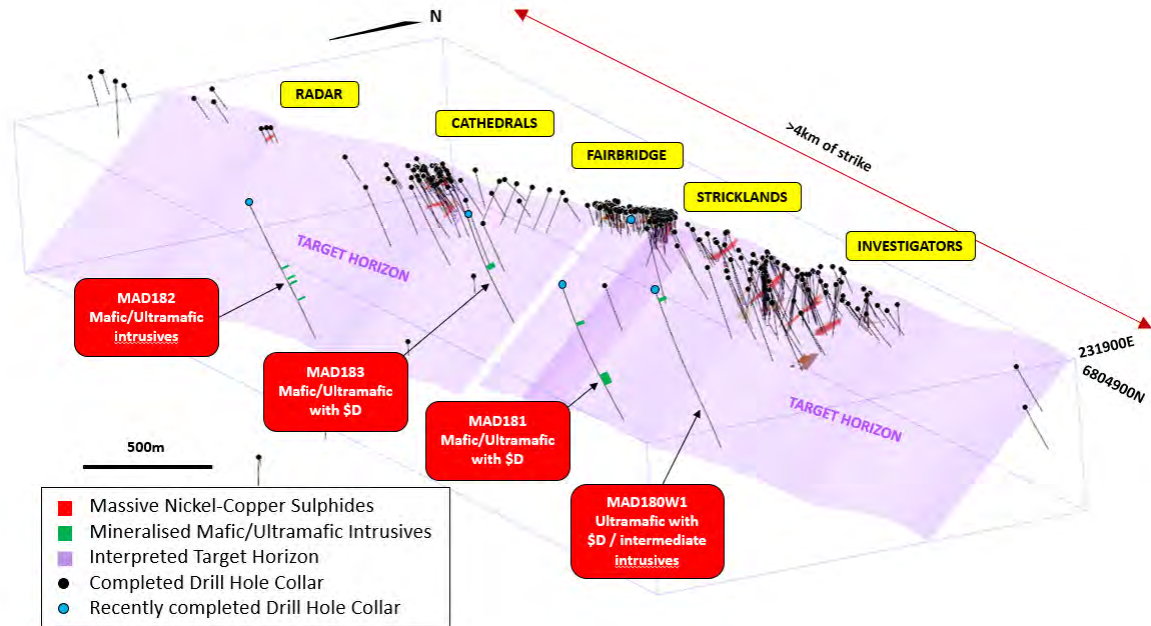 N
RADAR
CATHEDRALS
FAIRBRIDGE
STRICKLANDS
INVESTIGATORS
>4km of strike
TARGET HORIZON
MAD182
Mafic/Ultramafic
intrusives
MAD183
Mafic/Ultramafic
with $D
MAD181
Mafic/Ultramafic
with $D
MAD180W1
Ultramafic with
$D / intermediate
intrusives
TARGET HORIZON
231900E
6804900N
500m
Massive Nickel-Copper Sulphides
Mineralised Mafic/Ultramafic Intrusives
Interpreted Target Horizon
Completed Drill Hole Collar
Recently completed Drill Hole Collar